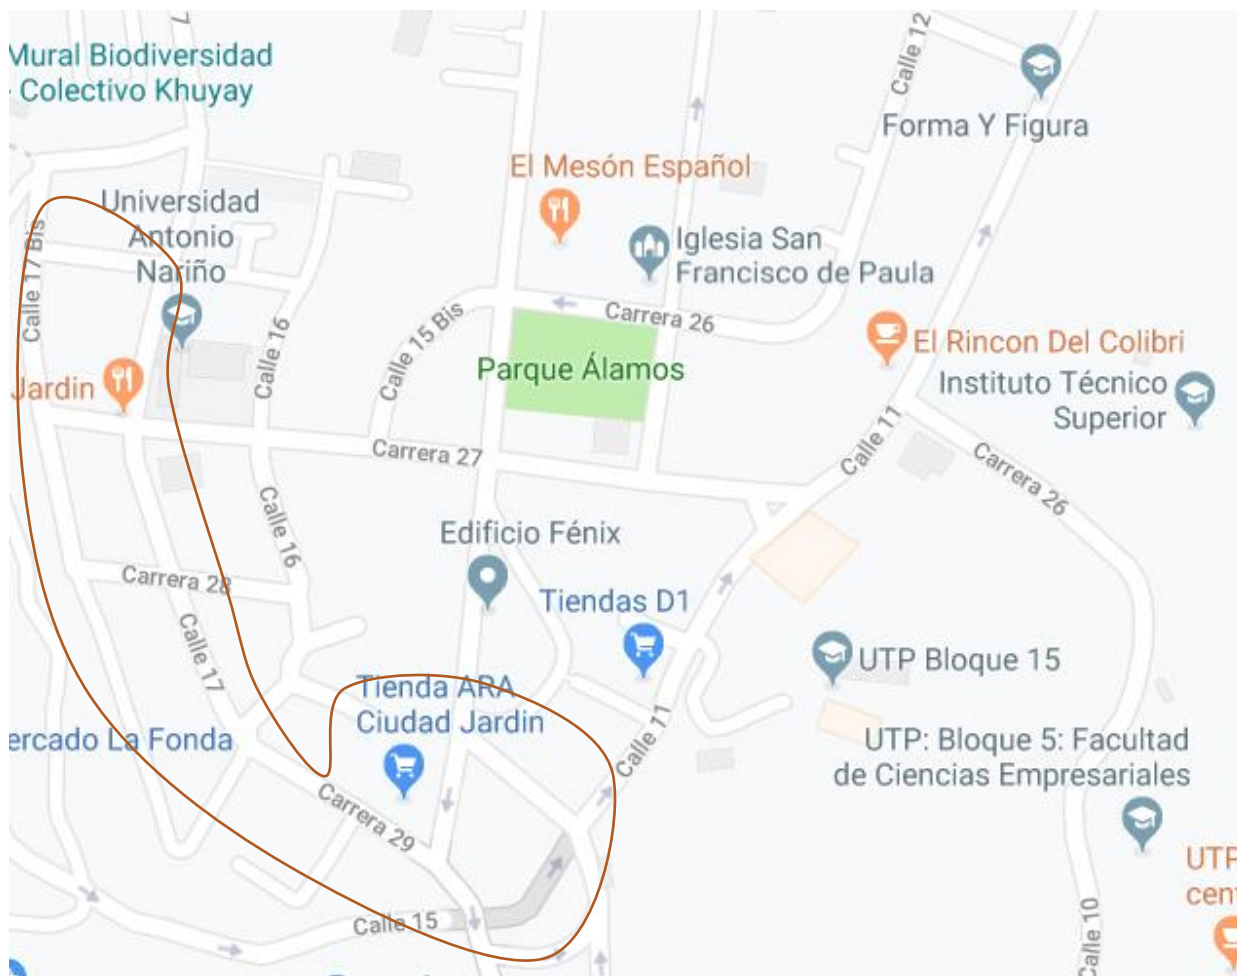 7
Calle 12
Mural Biodiversidad
- Colectivo Khuyay
Forma Y Figura
El Mesón Español
Universidad
Antonio
Nariño
Iglesia San
Francisco de Paula
Calle 17 Bis
Calle 16
Calle 15 Bis
Carrera 26
El Rincon Del Colibri
Parque Álamos
Jardin
Instituto Técnico
Superior
Calle 11
Carrera 27
Carrera 26
Calle 16
Edificio Fénix
Carrera 28
Tiendas D1
Calle 17
UTP Bloque 15
Tienda ARA
Ciudad Jardin
Calle 11
ercado La Fonda
UTP: Bloque 5: Facultad
de Ciencias Empresariales
Carrera 29
UTP
cent
Calle 15
Calle 10